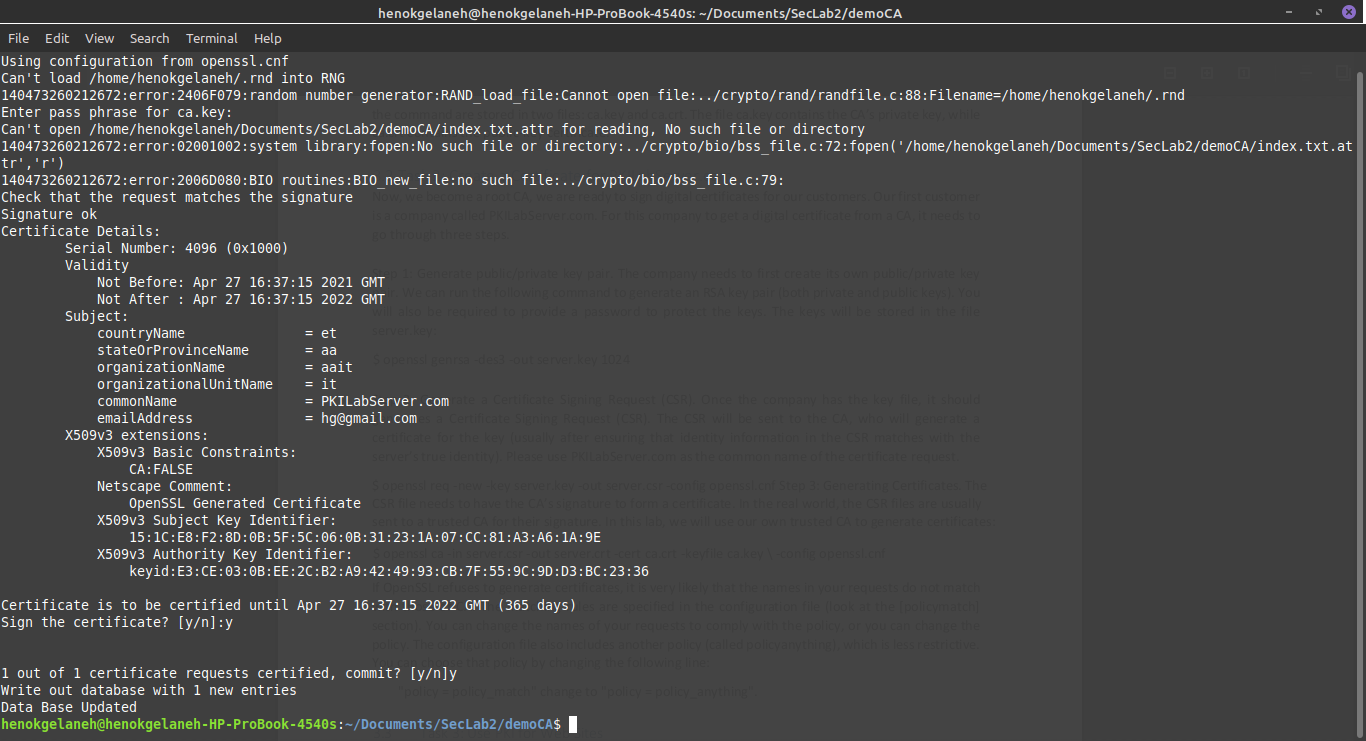 henokgelaneh@henokgelaneh-HP-ProBook-4540s: ~/Documents/SecLab2/demoCA
File Edit View Search Terminal Help
Using configuration from openssl.cnf
Can't load /home/henokgelaneh/.rnd into RNG
140473260212672:error:2406F079:random number generator:RAND_load_file:Cannot open file:../crypto/rand/randfile.c:88:Filename=/home/henokgelaneh/.rnd
Enter pass phrase for ca.key:
Can't open /home/henokgelaneh/Documents/SecLab2/demoCA/index.txt.attr for reading, No such file or directory
140473260212672:error:02001002:system library:fopen:No such file or directory:../crypto/bio/bss_file.c:72:fopen('/home/henokgelaneh/Documents/SecLab2/demoCA/index.txt.at
tr','r')
140473260212672:error:2006D080:BIO routines:BIO_new_file:no such file:../crypto/bio/bss_file.c:79:
Check that the request matches the signature
Signature ok
Certificate Details:
Serial Number: 4096 (0x1000)
Validity
Not Before: Apr 27 16:37:15 2021 GMT
Not After : Apr 27 16:37:15 2022 GMT
Subject:
countryName = et
stateOrProvinceName = aa
organizationName = aait
organizationalUnitName = it
commonName = PKILabServer.com
emailAddress = hg@gmail.com
X509v3 extensions:
X509v3 Basic Constraints:
CA:FALSE
Netscape Comment:
OpenSSL Generated Certificate
X509v3 Subject Key Identifier:
15:1C:E8:F2:8D:0B:5F:5C:06:0B:31:23:1A:07:CC:81:A3:A6:1A:9E
X509v3 Authority Key Identifier:
keyid:E3:CE:03:0B:EE:2C:B2:A9:42:49:93:CB:7F:55:9C:9D:D3:BC:23:36
Certificate is to be certified until Apr 27 16:37:15 2022 GMT (365 days)
Sign the certificate? [y/n]:y
1 out of 1 certificate requests certified, commit? [y/n]y
Write out database with 1 new entries
Data Base Updated
henokgelaneh@henokgelaneh-HP-ProBook-4540s:~/Documents/SecLab2/demoCA$